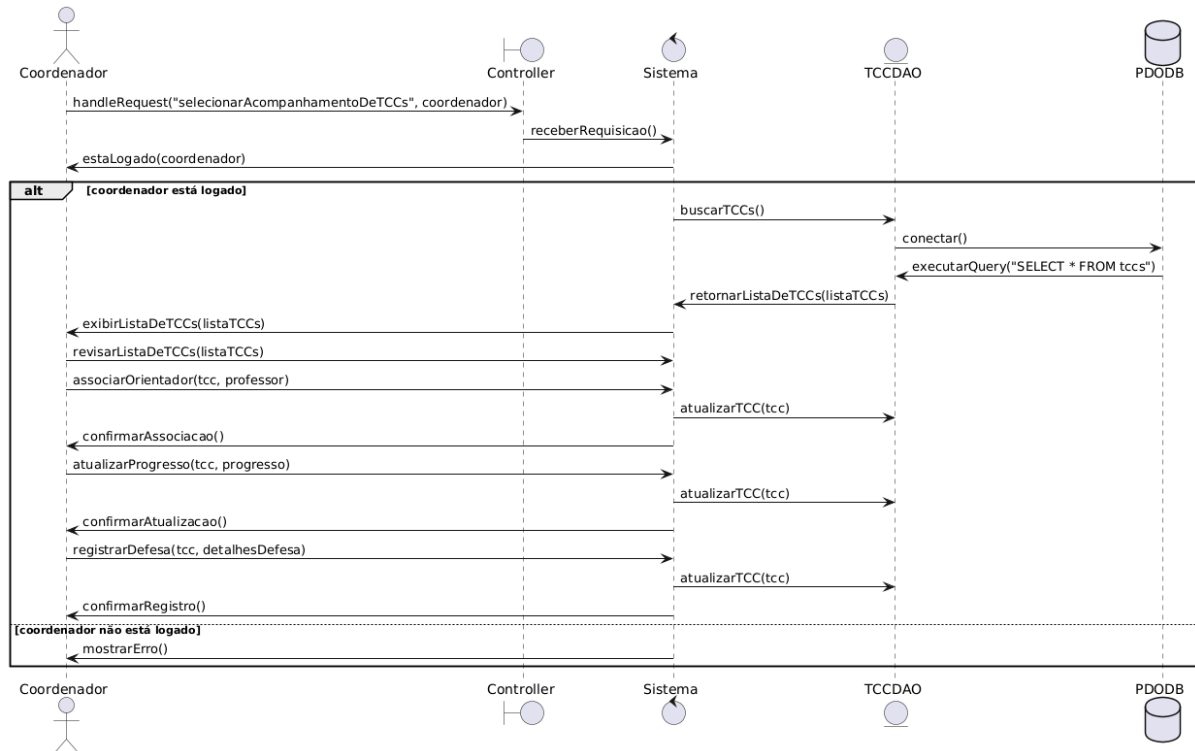 Coordenador
Controller
Sistema
TCCDAO
PDODB
handleRequest("selecionarAcompanhamentoDeTCCs", coordenador)
receberRequisicao()
estaLogado(coordenador)
alt [coordenador está logado]
buscarTCCs()
conectar()
executarQuery("SELECT * FROM tccs")
retornarListaDeTCCs(listaTCCs)
exibirListaDeTCCs(listaTCCs)
revisarListaDeTCCs(listaTCCs)
associarOrientador(tcc, professor)
atualizarTCC(tcc)
confirmarAssociacao()
atualizarProgresso(tcc, progresso)
atualizarTCC(tcc)
confirmarAtualizacao()
registrarDefesa(tcc, detalhesDefesa)
atualizarTCC(tcc)
confirmarRegistro()
[coordenador não está logado]
mostrarErro()
Coordenador
Controller
Sistema
TCCDAO
PDODB